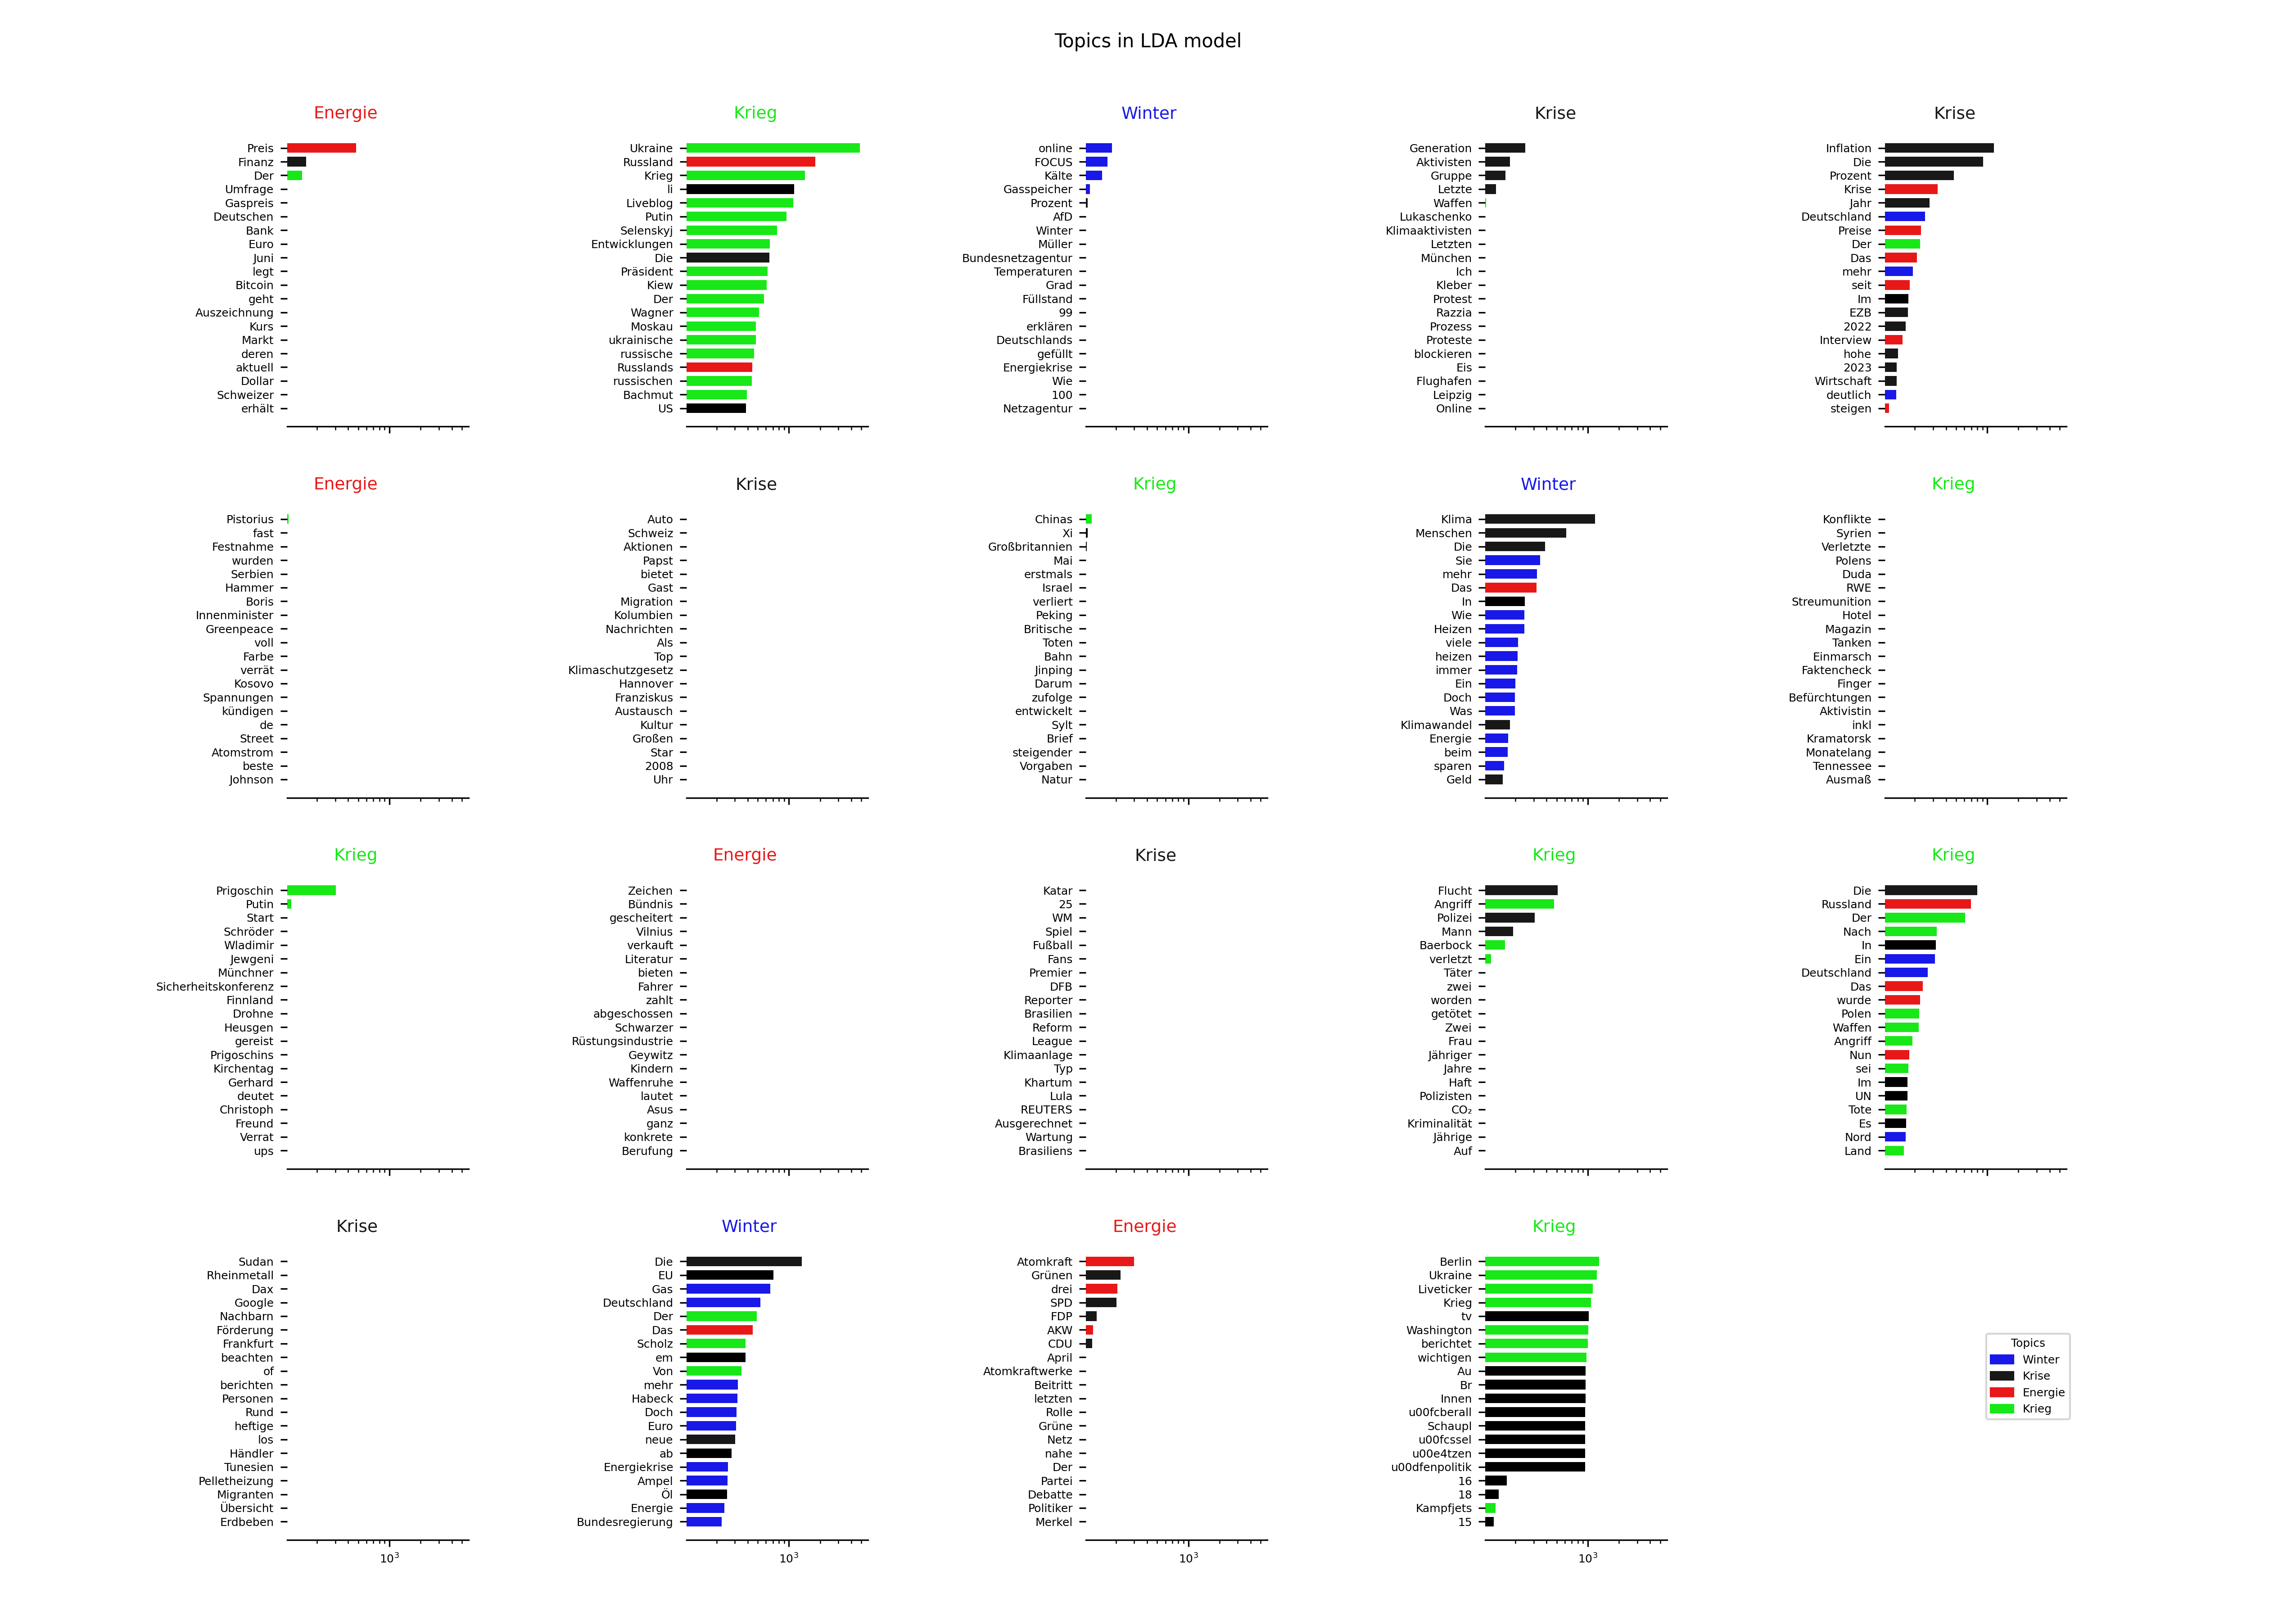 Topics in LDA model
Energie
Preis
Finanz
Der
Umfrage
Gaspreis
Deutschen
Bank
Euro
Juni
legt
Bitcoin
geht
Auszeichnung
Kurs
Markt
deren
aktuell
Dollar
Schweizer
erhält
Krieg
Ukraine
Russland
Krieg
li
Liveblog
Putin
Selenskyj
Entwicklungen
Die
Präsident
Kiew
Der
Wagner
Moskau
ukrainische
russische
Russlands
russischen
Bachmut
US
Winter
online
FOCUS
Kälte
Gasspeicher
Prozent
AfD
Winter
Müller
Bundesnetzagentur
Temperaturen
Grad
Füllstand
99
erklären
Deutschlands
gefüllt
Energiekrise
Wie
100
Netzagentur
Krise
Generation
Aktivisten
Gruppe
Letzte
Waffen
Lukaschenko
Klimaaktivisten
Letzten
München
Ich
Kleber
Protest
Razzia
Prozess
Proteste
blockieren
Eis
Flughafen
Leipzig
Online
Krise
Inflation
Die
Prozent
Krise
Jahr
Deutschland
Preise
Der
Das
mehr
seit
Im
EZB
2022
Interview
hohe
2023
Wirtschaft
deutlich
steigen
Energie
Pistorius
fast
Festnahme
wurden
Serbien
Hammer
Boris
Innenminister
Greenpeace
voll
Farbe
verrät
Kosovo
Spannungen
kündigen
de
Street
Atomstrom
beste
Johnson
Krise
Auto
Schweiz
Aktionen
Papst
bietet
Gast
Migration
Kolumbien
Nachrichten
Als
Top
Klimaschutzgesetz
Hannover
Franziskus
Austausch
Kultur
Großen
Star
2008
Uhr
Krieg
Chinas
Xi
Großbritannien
Mai
erstmals
Israel
verliert
Peking
Britische
Toten
Bahn
Jinping
Darum
zufolge
entwickelt
Sylt
Brief
steigender
Vorgaben
Natur
Winter
Klima
Menschen
Die
Sie
mehr
Das
In
Wie
Heizen
viele
heizen
immer
Ein
Doch
Was
Klimawandel
Energie
beim
sparen
Geld
Krieg
Konflikte
Syrien
Verletzte
Polens
Duda
RWE
Streumunition
Hotel
Magazin
Tanken
Einmarsch
Faktencheck
Finger
Befürchtungen
Aktivistin
inkl
Kramatorsk
Monatelang
Tennessee
Ausmaß
Krieg
Prigoschin
Putin
Start
Schröder
Wladimir
Jewgeni
Münchner
Sicherheitskonferenz
Finnland
Drohne
Heusgen
gereist
Prigoschins
Kirchentag
Gerhard
deutet
Christoph
Freund
Verrat
ups
Energie
Zeichen
Bündnis
gescheitert
Vilnius
verkauft
Literatur
bieten
Fahrer
zahlt
abgeschossen
Schwarzer
Rüstungsindustrie
Geywitz
Kindern
Waffenruhe
lautet
Asus
ganz
konkrete
Berufung
Krise
Katar
25
WM
Spiel
Fußball
Fans
Premier
DFB
Reporter
Brasilien
Reform
League
Klimaanlage
Typ
Khartum
Lula
REUTERS
Ausgerechnet
Wartung
Brasiliens
Krieg
Flucht
Angriff
Polizei
Mann
Baerbock
verletzt
Täter
zwei
worden
getötet
Zwei
Frau
Jähriger
Jahre
Haft
Polizisten
CO₂
Kriminalität
Jährige
Auf
Krieg
Die
Russland
Der
Nach
In
Ein
Deutschland
Das
wurde
Polen
Waffen
Angriff
Nun
sei
Im
UN
Tote
Es
Nord
Land
Krise
Sudan
Rheinmetall
Dax
Google
Nachbarn
Förderung
Frankfurt
beachten
of
berichten
Personen
Rund
heftige
los
Händler
Tunesien
Pelletheizung
Migranten
Übersicht
Erdbeben
10³
Winter
Die
EU
Gas
Deutschland
Der
Das
Scholz
em
Von
mehr
Habeck
Doch
Euro
neue
ab
Energiekrise
Ampel
Öl
Energie
Bundesregierung
10³
Energie
Atomkraft
Grünen
drei
SPD
FDP
AKW
CDU
April
Atomkraftwerke
Beitritt
letzten
Rolle
Grüne
Netz
nahe
Der
Partei
Debatte
Politiker
Merkel
10³
Krieg
Berlin
Ukraine
Liveticker
Krieg
tv
Washington
berichtet
wichtigen
Au
Br
Innen
u00fcberall
Schaupl
u00fcssel
u00e4tzen
u00dfenpolitik
16
18
Kampfjets
15
10³
Topics
Winter
Krise
Energie
Krieg